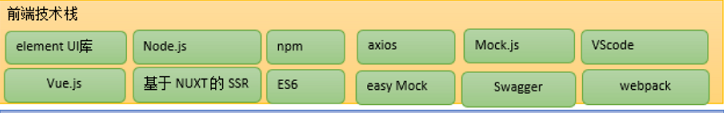 前端技术栈
element UI库
Node.js
npm
axios
Mock.js
VScode
Vue.js
基于 NUXT的 SSR
ES6
easy Mock
Swagger
webpack